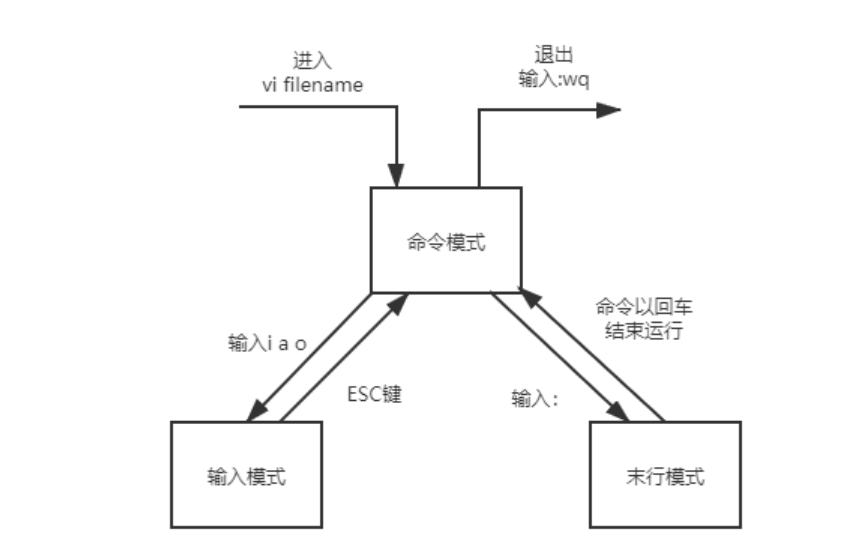 进入
vi filename
退出
输入:wq
命令模式
命令以回车
结束运行
输入i a o
ESC键
输入：
输入模式
末行模式